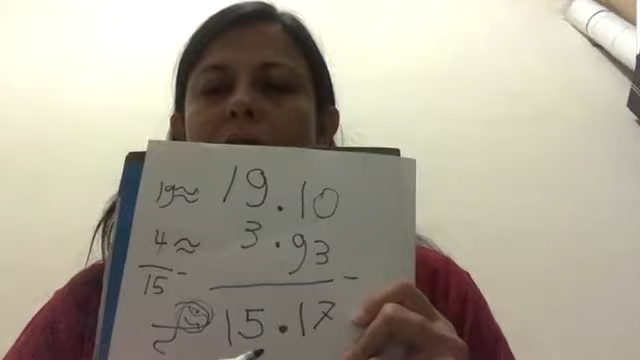 19≈ 19.10
4≈ 3.93
15 - -
15.17